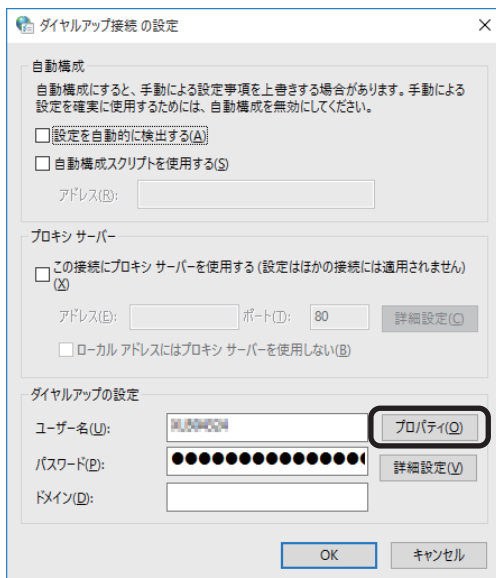 ダイヤルアップ接続 の設定
自動構成
自動構成にすると、手動による設定事項を上書きする場合があります。手動による
設定を確実に使用するためには、自動構成を無効にしてください。
設定を自動的に検出する(A)
自動構成スクリプトを使用する(S)
アドレス(R):
プロキシ サーバー
この接続にプロキシ サーバーを使用する (設定はほかの接続には適用されません)
(X)
アドレス(E): ポート(T): 80 詳細設定(C)
ローカル アドレスにはプロキシ サーバーを使用しない(B)
ダイヤルアップの設定
ユーザー名(U): プロパティ(O)
パスワード(P): ●●●●●●●●●●●●●●● 詳細設定(V)
ドメイン(D):
OK キャンセル